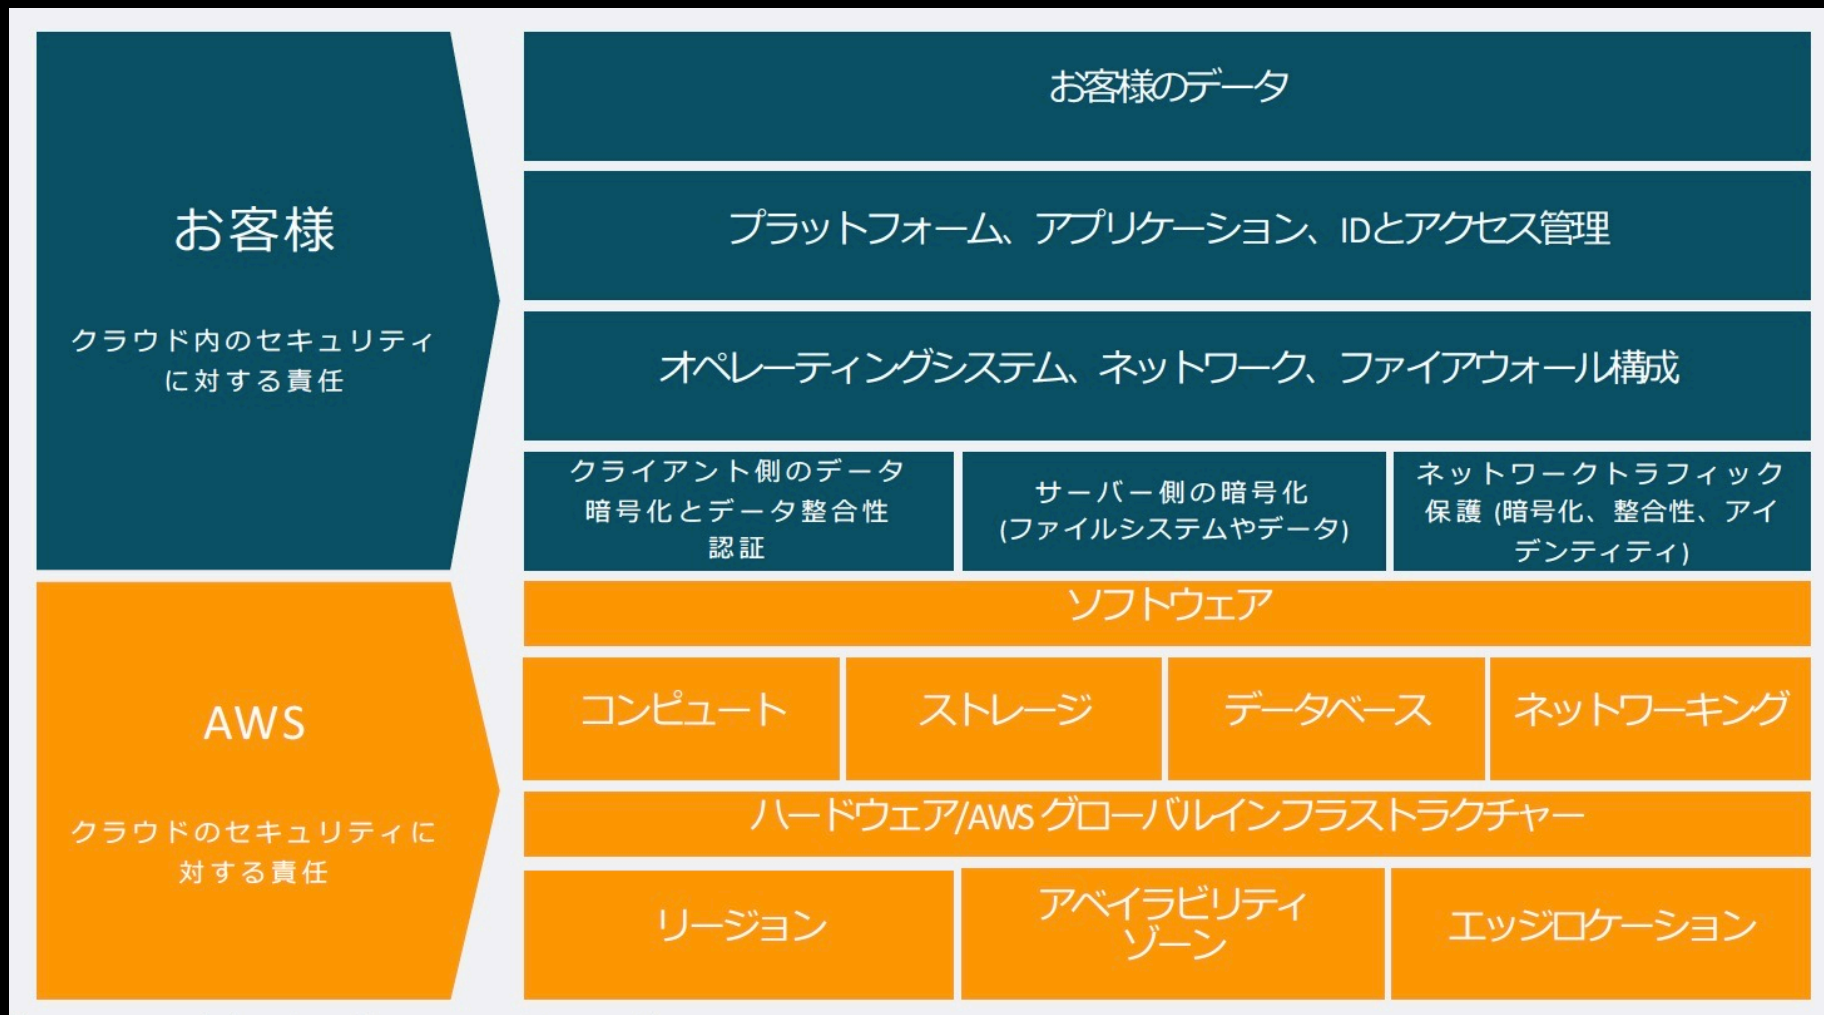 お客様
クラウド内のセキュリティ
に対する責任
お客様のデータ
プラットフォーム、アプリケーション、IDとアクセス管理
オペレーティングシステム、ネットワーク、ファイアウォール構成
クライアント側のデータ
暗号化とデータ整合性
認証
サーバー側の暗号化
(ファイルシステムやデータ)
ネットワークトラフィック
保護 (暗号化、整合性、アイ
デンティティ)
AWS
クラウドのセキュリティに
対する責任
ソフトウェア
コンピュート
ストレージ
データベース
ネットワーキング
ハードウェア/AWS グローバルインフラストラクチャー
リージョン
アベイラビリティ
ゾーン
エッジロケーション